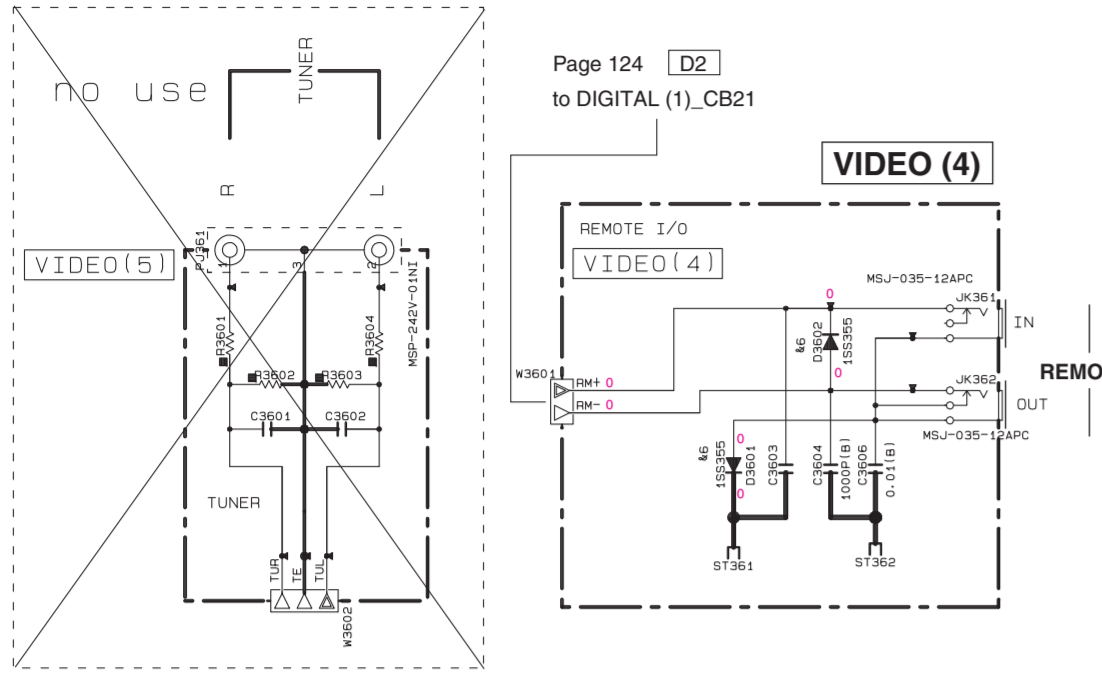 no use
TUNER
R
L
PJ361
1
3
2
VIDEO(5)
MSP-242V-01NI
R3601
R3604
R3602
R3603
C3601
C3602
TUNER
TUR
TE
TUL
W3602
Page 124 D2
to DIGITAL (1)_CB21
VIDEO (4)
REMOTE I/O
VIDEO(4)
MSJ-035-12APC
JK361
IN
0
&6
D3602
1SS355
0
W3601
RM+ 0
RM- 0
REMO
JK362
OUT
MSJ-035-12APC
0
&6
1SS355
D3601
0
C3603
C3604
1000P(B)
C3606
0.01(B)
ST361
ST362